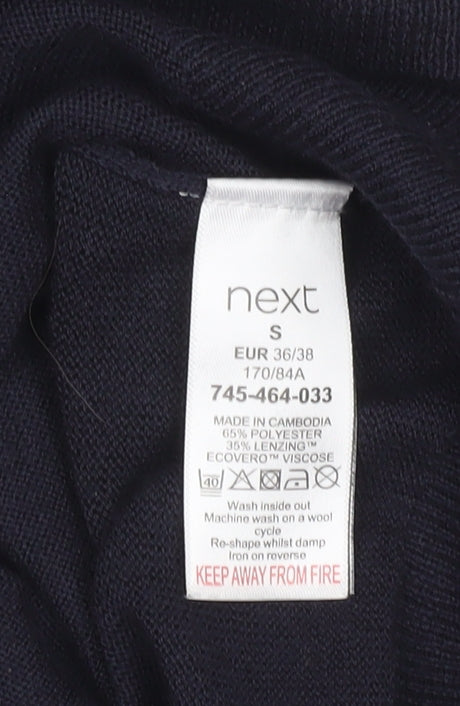 next
S
EUR 36/38
170/84A
745-464-033
MADE IN CAMBODIA
65% POLYESTER
35% LENZING™
ECOVERO™ VISCOSE
40
Wash inside out
Machine wash on a wool
cycle
Re-shape whilst damp
Iron on reverse
KEEP AWAY FROM FIRE